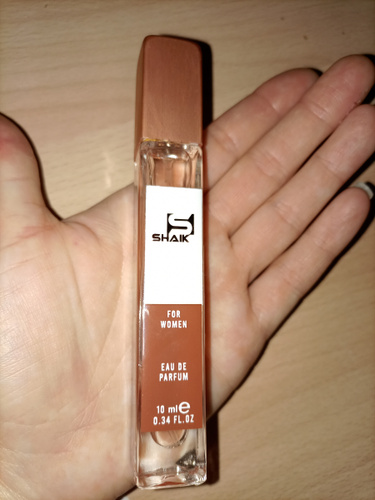 S
SHAIK
FOR
WOMEN
EAU DE
PARFUM
10 ml℮
0.34 FL.OZ